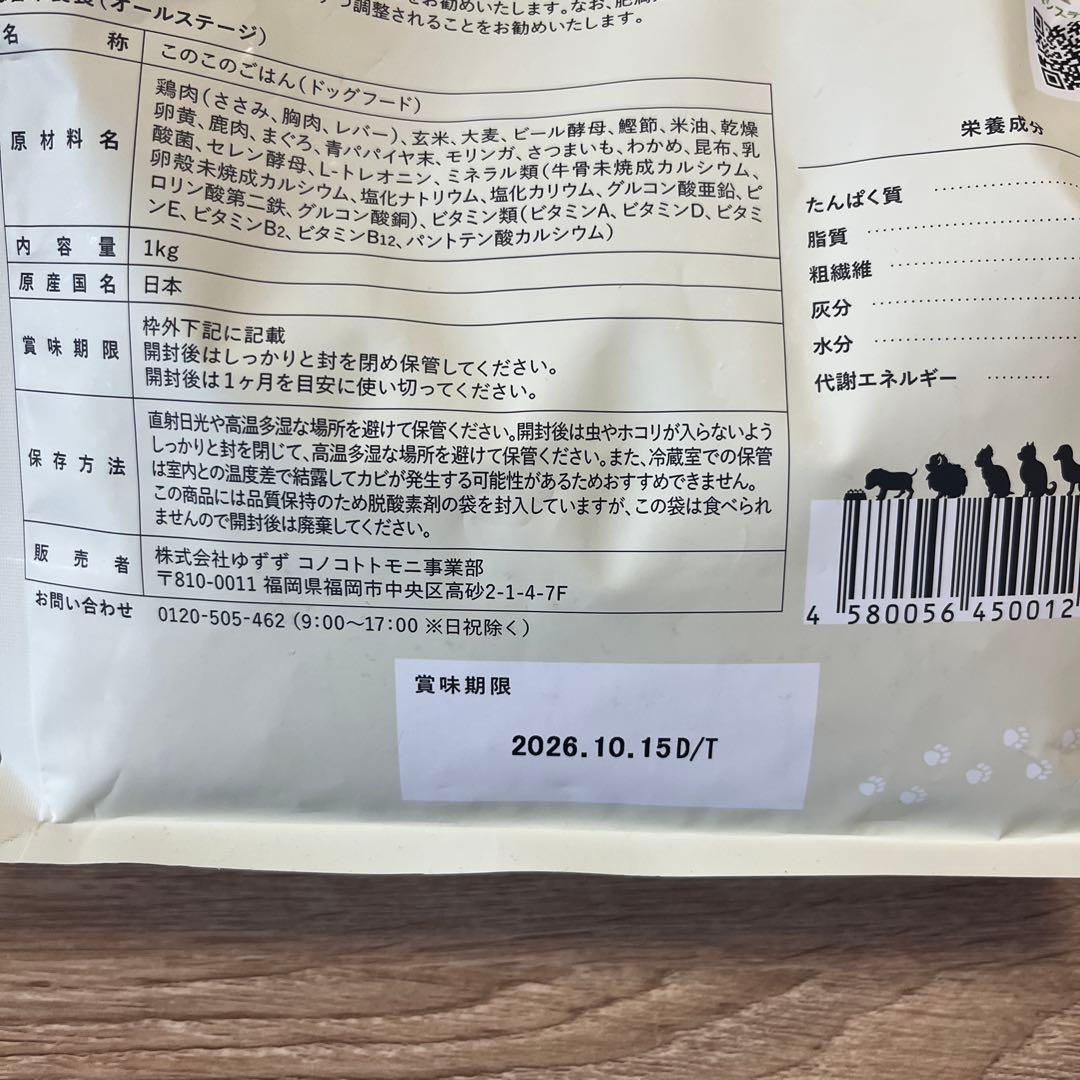 (オールステージ)
調整されることをお勧めいたします。
名称
このこのごはん(ドッグフード)
原材料名
鶏肉(ささみ、胸肉、レバー)、玄米、大麦、ビール酵母、鰹節、米油、乾燥
卵黄、鹿肉、まぐろ、青パパイヤ末、モリンガ、さつまいも、わかめ、昆布、乳
酸菌、セレン酵母、L-トレオニン、ミネラル類(牛骨未焼成カルシウム、
卵殻未焼成カルシウム、塩化ナトリウム、塩化カリウム、グルコン酸亜鉛、ピ
ロリン酸第二鉄、グルコン酸銅)、ビタミン類(ビタミンA、ビタミンD、ビタミ
ンE、ビタミンB2、ビタミンB12、パントテン酸カルシウム)
内容量
1kg
原産国名
日本
賞味期限
枠外下記に記載
開封後はしっかりと封を閉め保管してください。
開封後は1ヶ月を目安に使い切ってください。
保存方法
直射日光や高温多湿な場所を避けて保管ください。開封後は虫やホコリが入らないよう
しっかりと封を閉じて、高温多湿な場所を避けて保管ください。また、冷蔵室での保管
は室内との温度差で結露してカビが発生する可能性があるためおすすめできません。
この商品には品質保持のため脱酸素剤の袋を封入していますが、この袋は食べられ
ませんので開封後は廃棄してください。
販売者
株式会社ゆずず コノコトトモニ事業部
〒810-0011 福岡県福岡市中央区高砂2-1-4-7F
お問い合わせ
0120-505-462 (9:00〜17:00 ※日祝除く)
賞味期限
2026.10.15D/T
栄養成分
たんぱく質
脂質
粗繊維
灰分
水分
代謝エネルギー
4 580056 450012